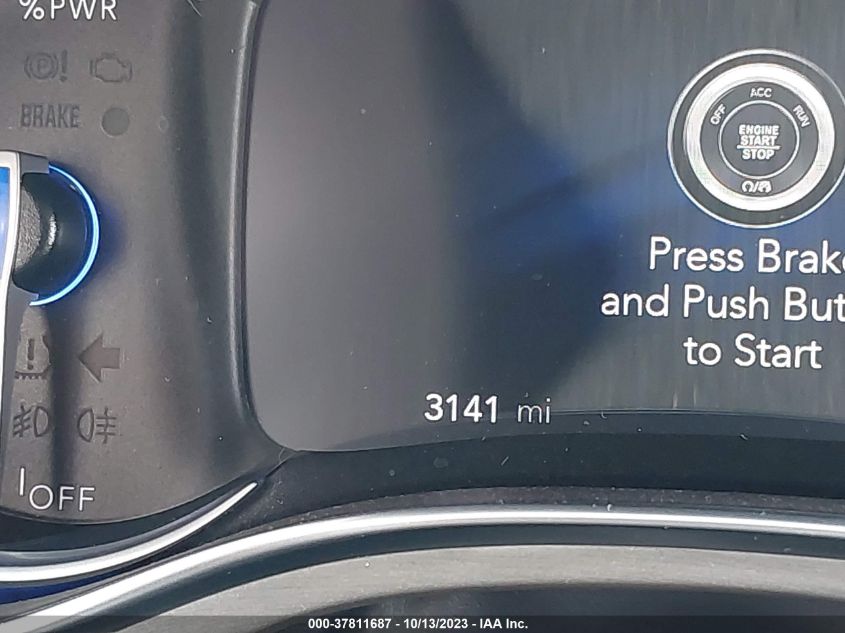 %PWR
BRAKE
OFF
ACC
RUN
ENGINE
START
STOP
Press Brake
and Push But
to Start
3141 mi
OFF
000-37811687 - 10/13/2023 - IAA Inc.